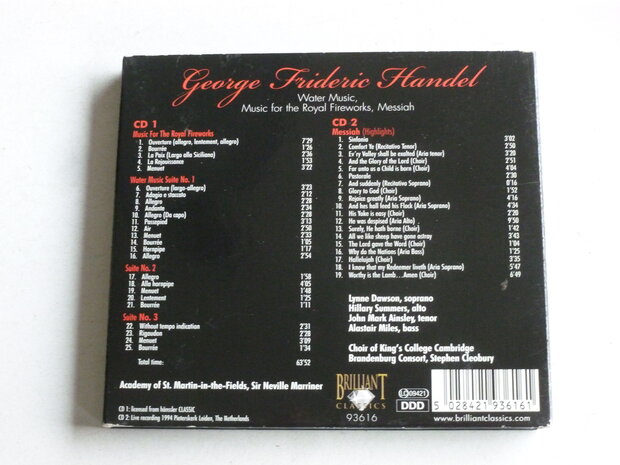 George Frideric Handel
Water Music,
Music for the Royal Fireworks, Messiah
CD 1
Music For The Royal Fireworks
1. Ouverture (allegro, lentement, allegro) 7'29
2. Bourrée 1'26
3. La Paix (Largo alla Siciliana) 2'36
4. La Rejouissance 1'53
5. Menuet 3'22
Water Music Suite No. 1
6. Ouverture (largo-allegro) 3'23
7. Adagio e staccato 2'12
8. Allegro 2'28
9. Andante 2'34
10. Allegro (Da capo) 2'28
11. Passepied 3'13
12. Air 2'50
13. Menuet 2'33
14. Bourrée 1'05
15. Hornpipe 1'17
16. Allegro 2'54
Suite No. 2
17. Allegro 1'58
18. Alla hornpipe 4'05
19. Menuet 1'48
20. Lentement 1'25
21. Bourrée 1'11
Suite No. 3
22. Without tempo indication 2'31
23. Rigaudon 2'28
24. Menuet 3'09
25. Bourrée 1'34
Total time: 63'52
Academy of St. Martin-in-the-Fields, Sir Neville Marriner
CD 1: licensed from hänssler CLASSIC
CD 2: Live recording 1994 Pieterskerk Leiden, The Netherlands
CD 2
Messiah (Highlights)
1. Sinfonia 3'02
2. Comfort Ye (Recitativo Tenor) 2'50
3. Ev'ry Valley shall be exalted (Aria tenor) 3'20
4. And the Glory of the Lord (Choir) 2'51
5. For unto us a Child is born (Choir) 4'04
6. Pastorale 2'30
7. And suddenly (Recitativo Soprano) 0'16
8. Glory to God (Choir) 1'52
9. Rejoice greatly (Aria Soprano) 4'16
10. And he shall feed his Flock (Aria Soprano) 4'34
11. His Yoke is easy (Choir) 2'20
12. He was despised (Aria Alto) 9'50
13. Surely, He hath borne (Choir) 1'42
14. All we like sheep have gone astray 3'43
15. The Lord gave the Word (Choir) 1'04
16. Why do the Nations (Aria Bass) 1'25
17. Hallelujah (Choir) 3'35
18. I know that my Redeemer liveth (Aria Soprano) 5'47
19. Worthy is the Lamb...Amen (Choir) 6'49
Lynne Dawson, soprano
Hillary Summers, alto
John Mark Ainsley, tenor
Alastair Miles, bass
Choir of King's College Cambridge
Brandenburg Consort, Stephen Cleobury
BRILLIANT
CLASSICS
93616
LC 09421
DDD
5 028421 936161
www.brilliantclassics.com